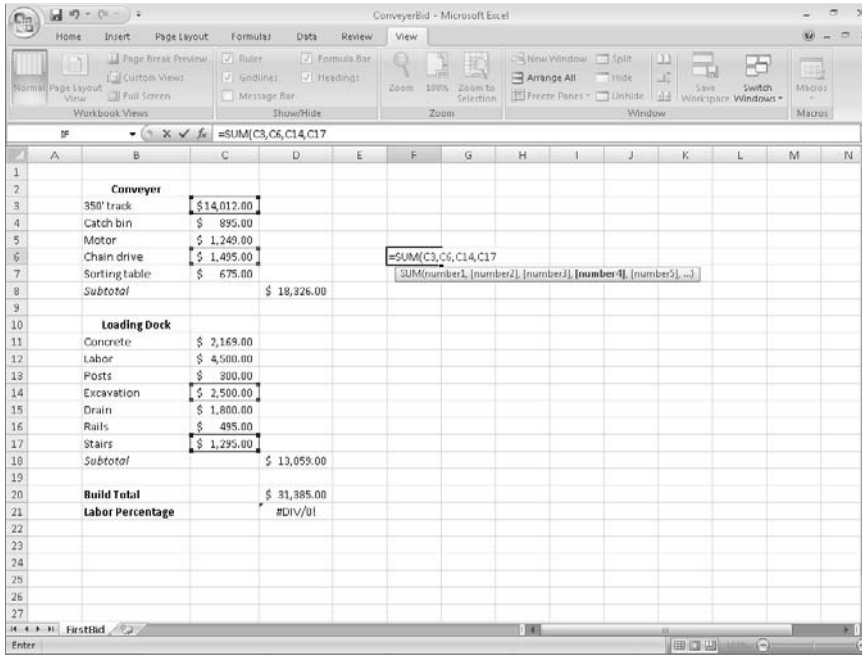 ConveyerBid - Microsoft Excel
Home Insert Page Layout Formulas Data Review View
Normal Page Layout View Page Break Preview Custom Views Full Screen
Workbook Views
Ruler Gridlines Message Bar Formula Bar Headings
Show/Hide
Zoom 100% Zoom to Selection
Zoom
New Window Arrange All Freeze Panes Split Hide Unhide Save Workspace Switch Windows
Window
Macros
Macros
IF =SUM(C3,C6,C14,C17
A B C D E F G H I J K L M N
1
2 Conveyer
3 350' track $14,012.00
4 Catch bin $ 895.00
5 Motor $ 1,249.00
6 Chain drive $ 1,495.00 =SUM(C3,C6,C14,C17
7 Sorting table $ 675.00 SUM(number1, [number2], [number3], [number4], [number5], ...)
8 Subtotal $ 18,326.00
9
10 Loading Dock
11 Concrete $ 2,169.00
12 Labor $ 4,500.00
13 Posts $ 300.00
14 Excavation $ 2,500.00
15 Drain $ 1,800.00
16 Rails $ 495.00
17 Stairs $ 1,295.00
18 Subtotal $ 13,059.00
19
20 Build Total $ 31,385.00
21 Labor Percentage #DIV/0!
22
23
24
25
26
27
FirstBid
Enter